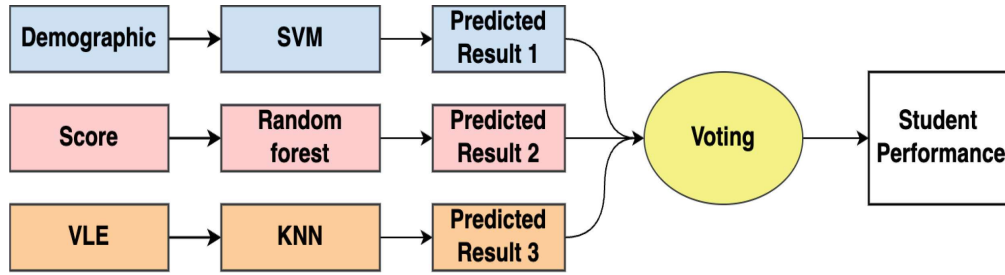 Demographic
SVM
Predicted
Result 1
Score
Random
forest
Predicted
Result 2
VLE
KNN
Predicted
Result 3
Voting
Student
Performance